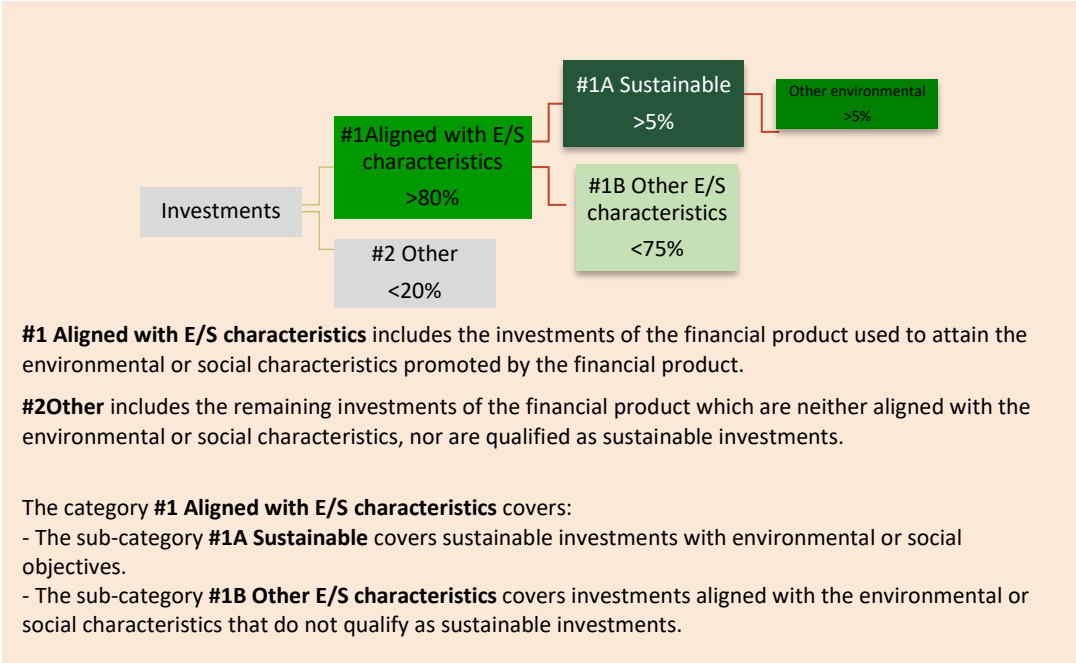 #1A Sustainable
>5%
Other environmental
>5%
#1Aligned with E/S
characteristics
>80%
#1B Other E/S
characteristics
<75%
Investments
#2 Other
<20%
#1 Aligned with E/S characteristics includes the investments of the financial product used to attain the
environmental or social characteristics promoted by the financial product.
#2Other includes the remaining investments of the financial product which are neither aligned with the
environmental or social characteristics, nor are qualified as sustainable investments.
The category #1 Aligned with E/S characteristics covers:
- The sub-category #1A Sustainable covers sustainable investments with environmental or social
objectives.
- The sub-category #1B Other E/S characteristics covers investments aligned with the environmental or
social characteristics that do not qualify as sustainable investments.